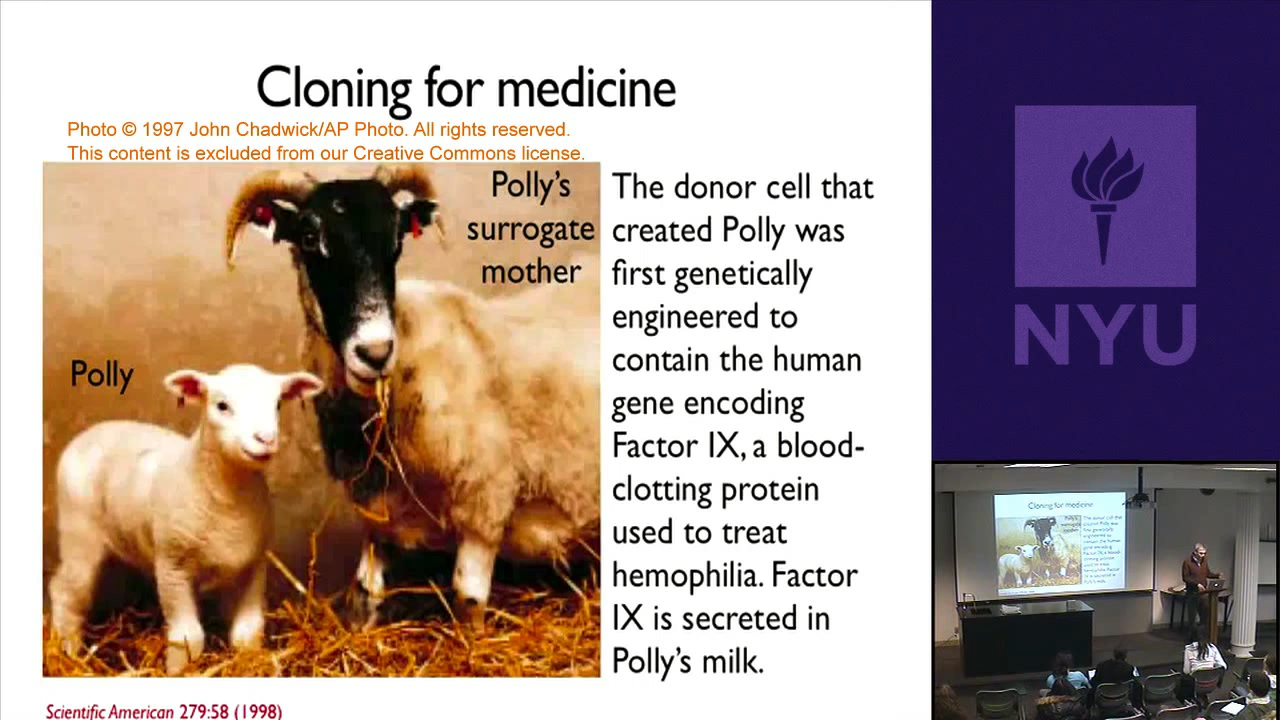 Cloning for medicine
Photo © 1997 John Chadwick/AP Photo. All rights reserved.
This content is excluded from our Creative Commons license.
Polly's
surrogate
mother
Polly
The donor cell that
created Polly was
first genetically
engineered to
contain the human
gene encoding
Factor IX, a blood-
clotting protein
used to treat
hemophilia. Factor
IX is secreted in
Polly's milk.
Scientific American 279:58 (1998)
NYU
Cloning for medicine